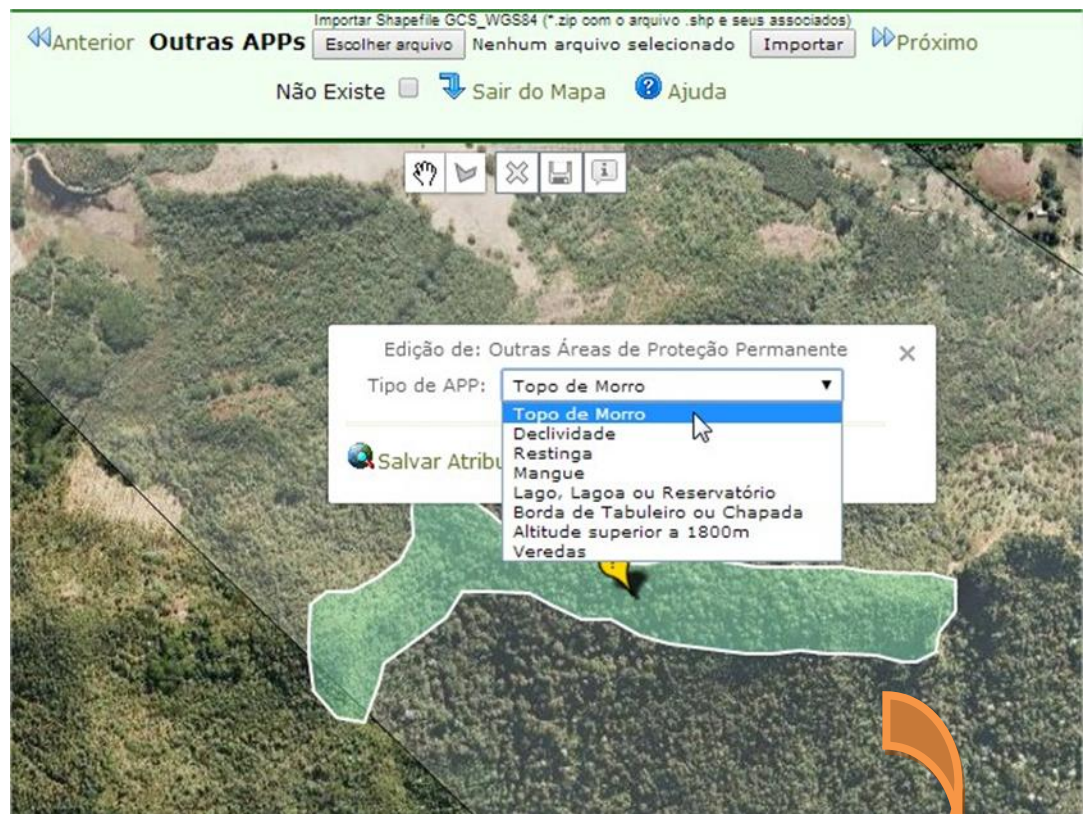 Importar Shapefile GCS_WGS84 (*.zip com o arquivo .shp e seus associados)
Anterior Outras APPs Escolher arquivo Nenhum arquivo selecionado Importar Próximo
Não Existe Sair do Mapa Ajuda
Edição de: Outras Áreas de Proteção Permanente
Tipo de APP: Topo de Morro
Topo de Morro
Declividade
Restinga
Salvar Atribu
Mangue
Lago, Lagoa ou Reservatório
Borda de Tabuleiro ou Chapada
Altitude superior a 1800m
Veredas